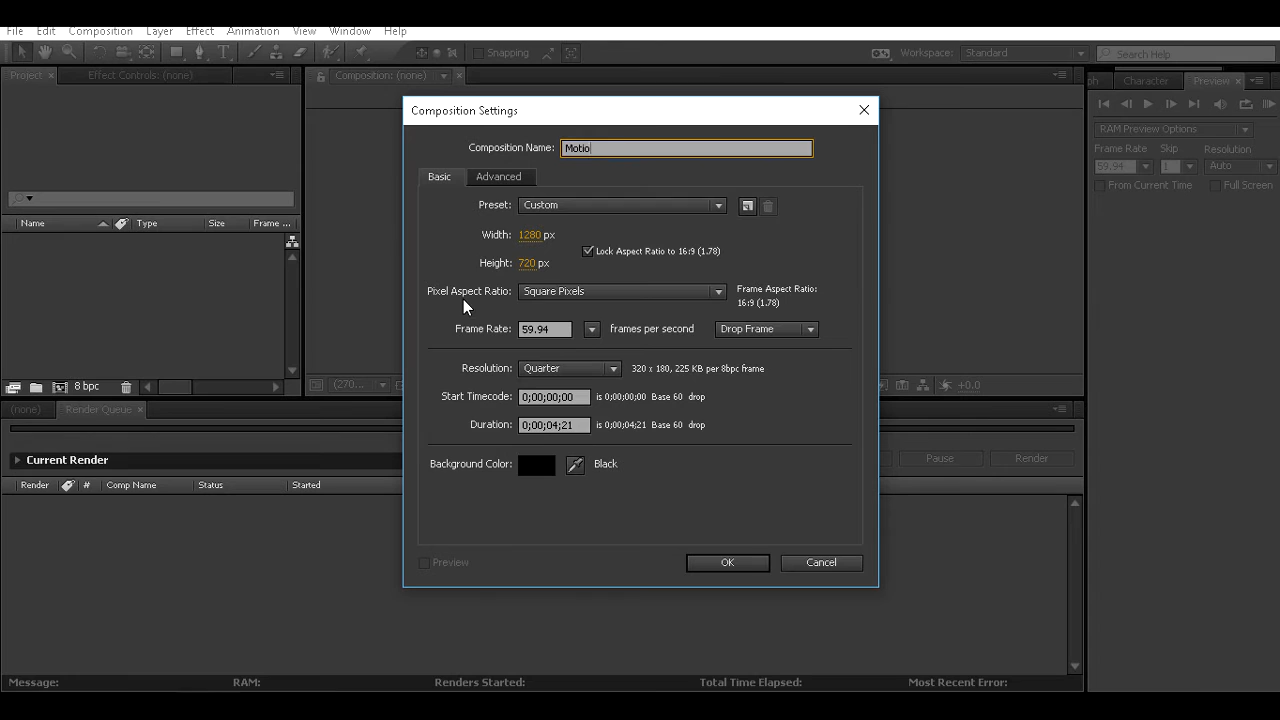 File Edit Composition Layer Effect Animation View Window Help
Snapping Workspace: Standard Search Help
Project Effect Controls: (none) Composition: (none) Character Preview
RAM Preview Options
Frame Rate Skip Resolution
59.94 1 Auto
From Current Time Full Screen
Name Type Size Frame ...
8 bpc (270... +0.0
Composition Settings
Composition Name: Motio
Basic Advanced
Preset: Custom
Width: 1280 px
Lock Aspect Ratio to 16:9 (1.78)
Height: 720 px
Pixel Aspect Ratio: Square Pixels Frame Aspect Ratio:
16:9 (1.78)
Frame Rate: 59.94 frames per second Drop Frame
Resolution: Quarter 320 x 180, 225 KB per 8bpc frame
Start Timecode: 0;00;00;00 is 0;00;00;00 Base 60 drop
Duration: 0;00;04;21 is 0;00;04;21 Base 60 drop
Background Color: Black
Preview OK Cancel
(none) Render Queue
Current Render Pause Render
Render # Comp Name Status Started
Message: RAM: Renders Started: Total Time Elapsed: Most Recent Error: